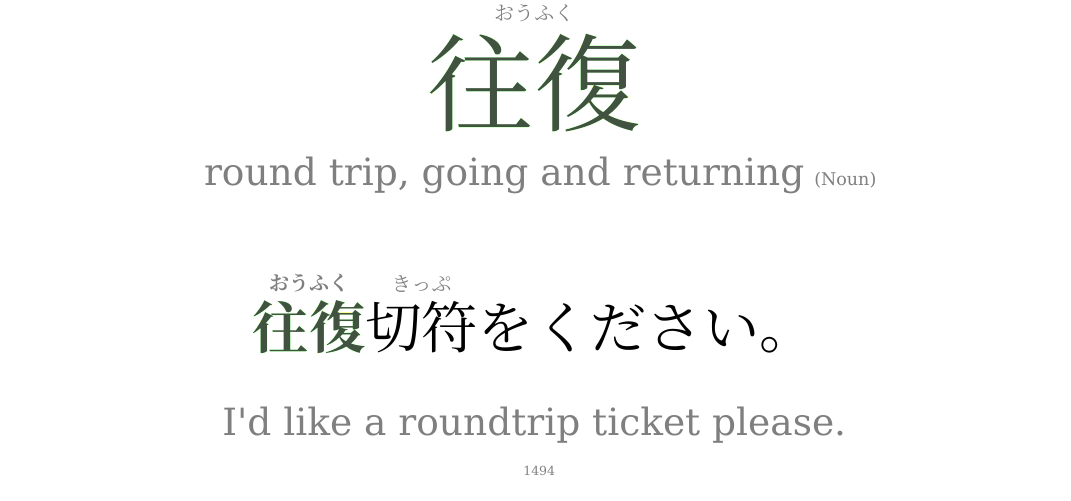 おうふく
往復
round trip, going and returning (Noun)
おうふく きっぷ
往復切符をください。
I'd like a roundtrip ticket please.
1494